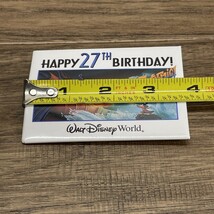 HAPPY 27TH BIRTHDAY!
1 2 3 4
Walt Disney World.